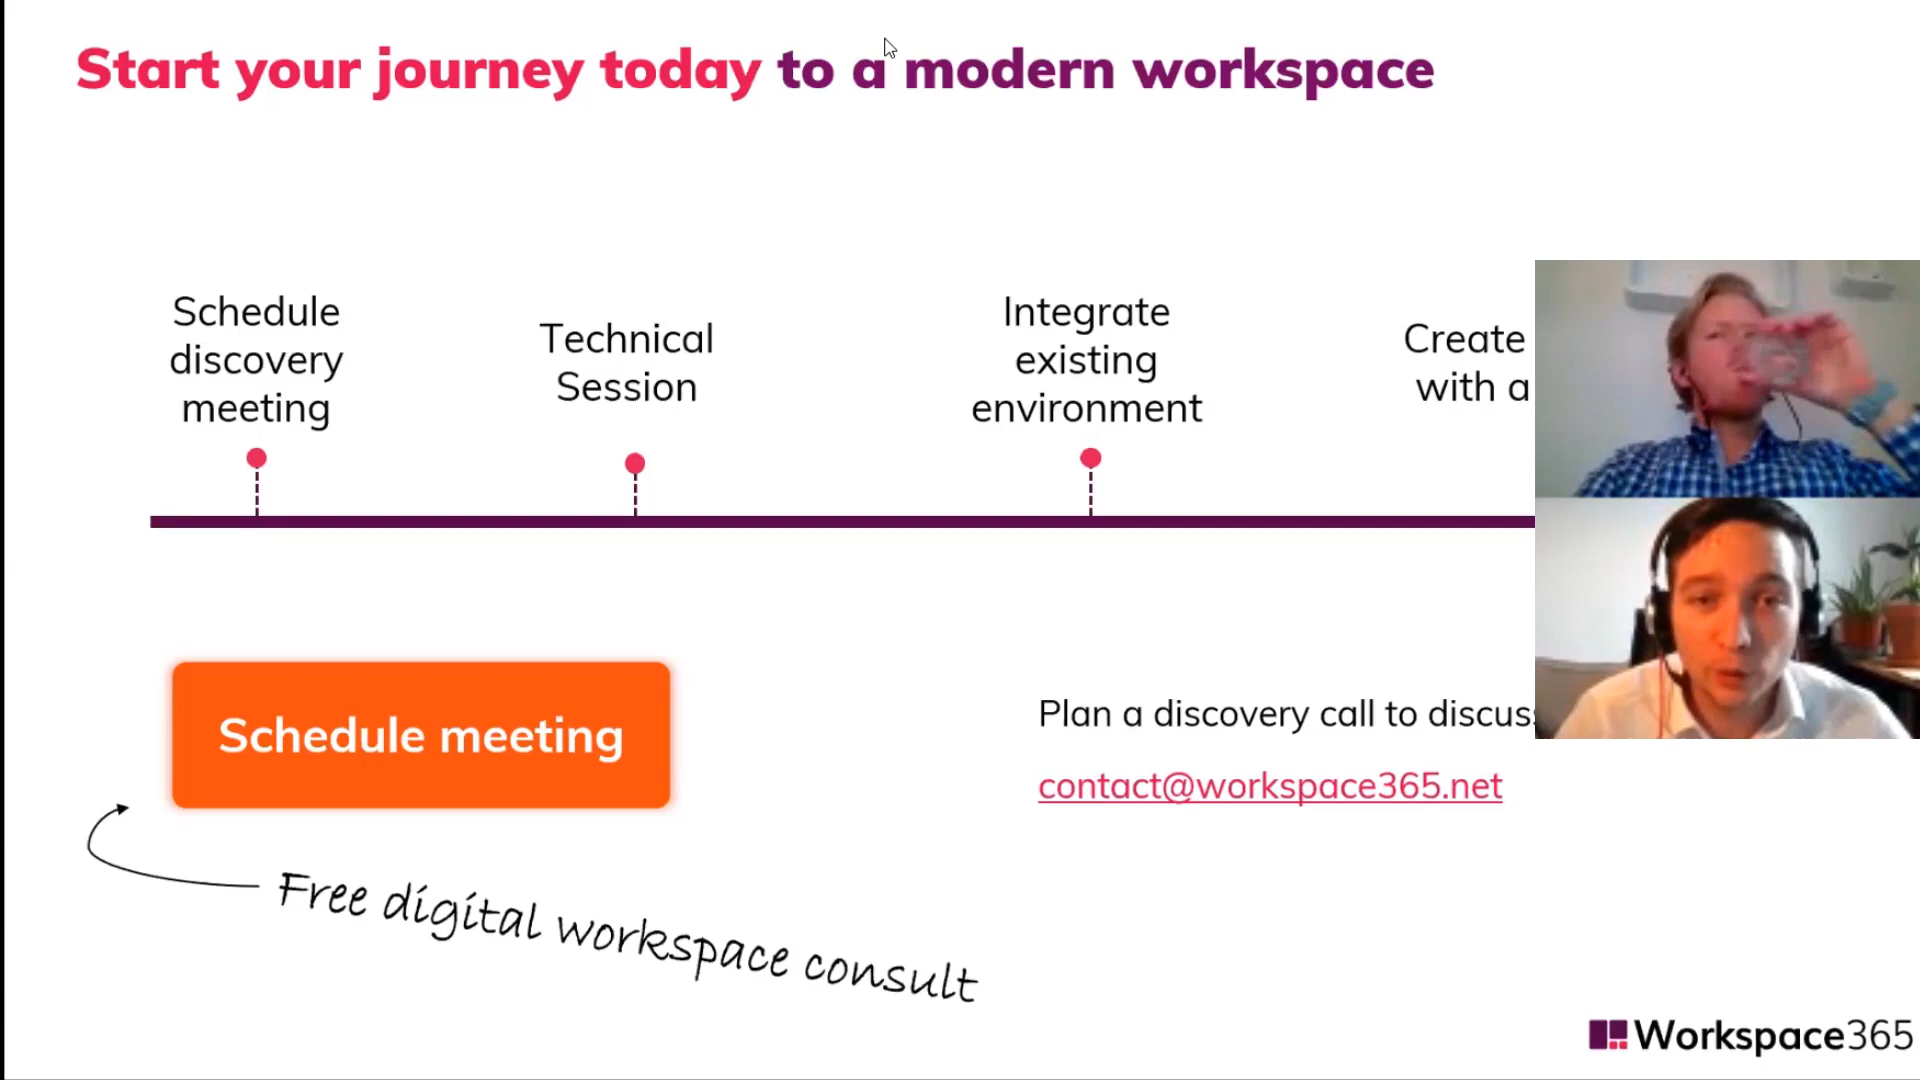 Start your journey today to a modern workspace
Schedule
discovery
meeting
Technical
Session
Integrate
existing
environment
Create
with a
Schedule meeting
Plan a discovery call to discus
contact@workspace365.net
Free digital workspace consult
Workspace365